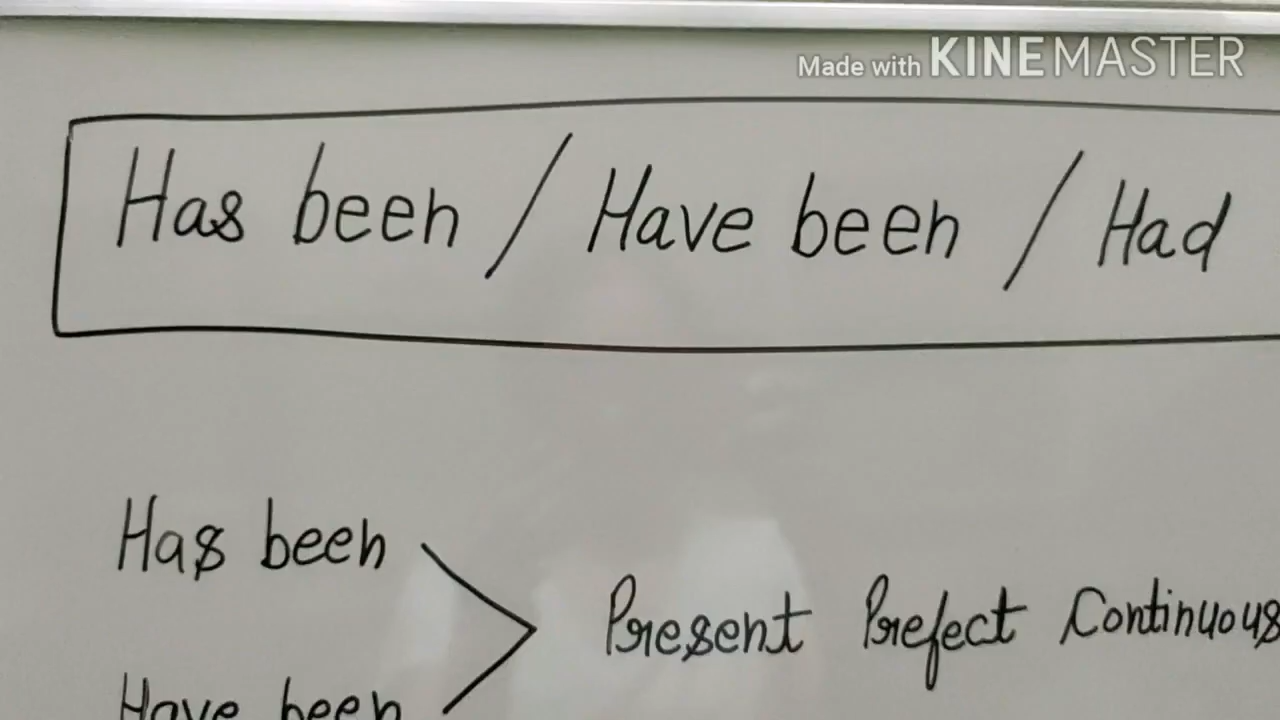 Made with KINEMASTER
Has been / Have been / Had
Has been
Present Prefect Continuous
Have been